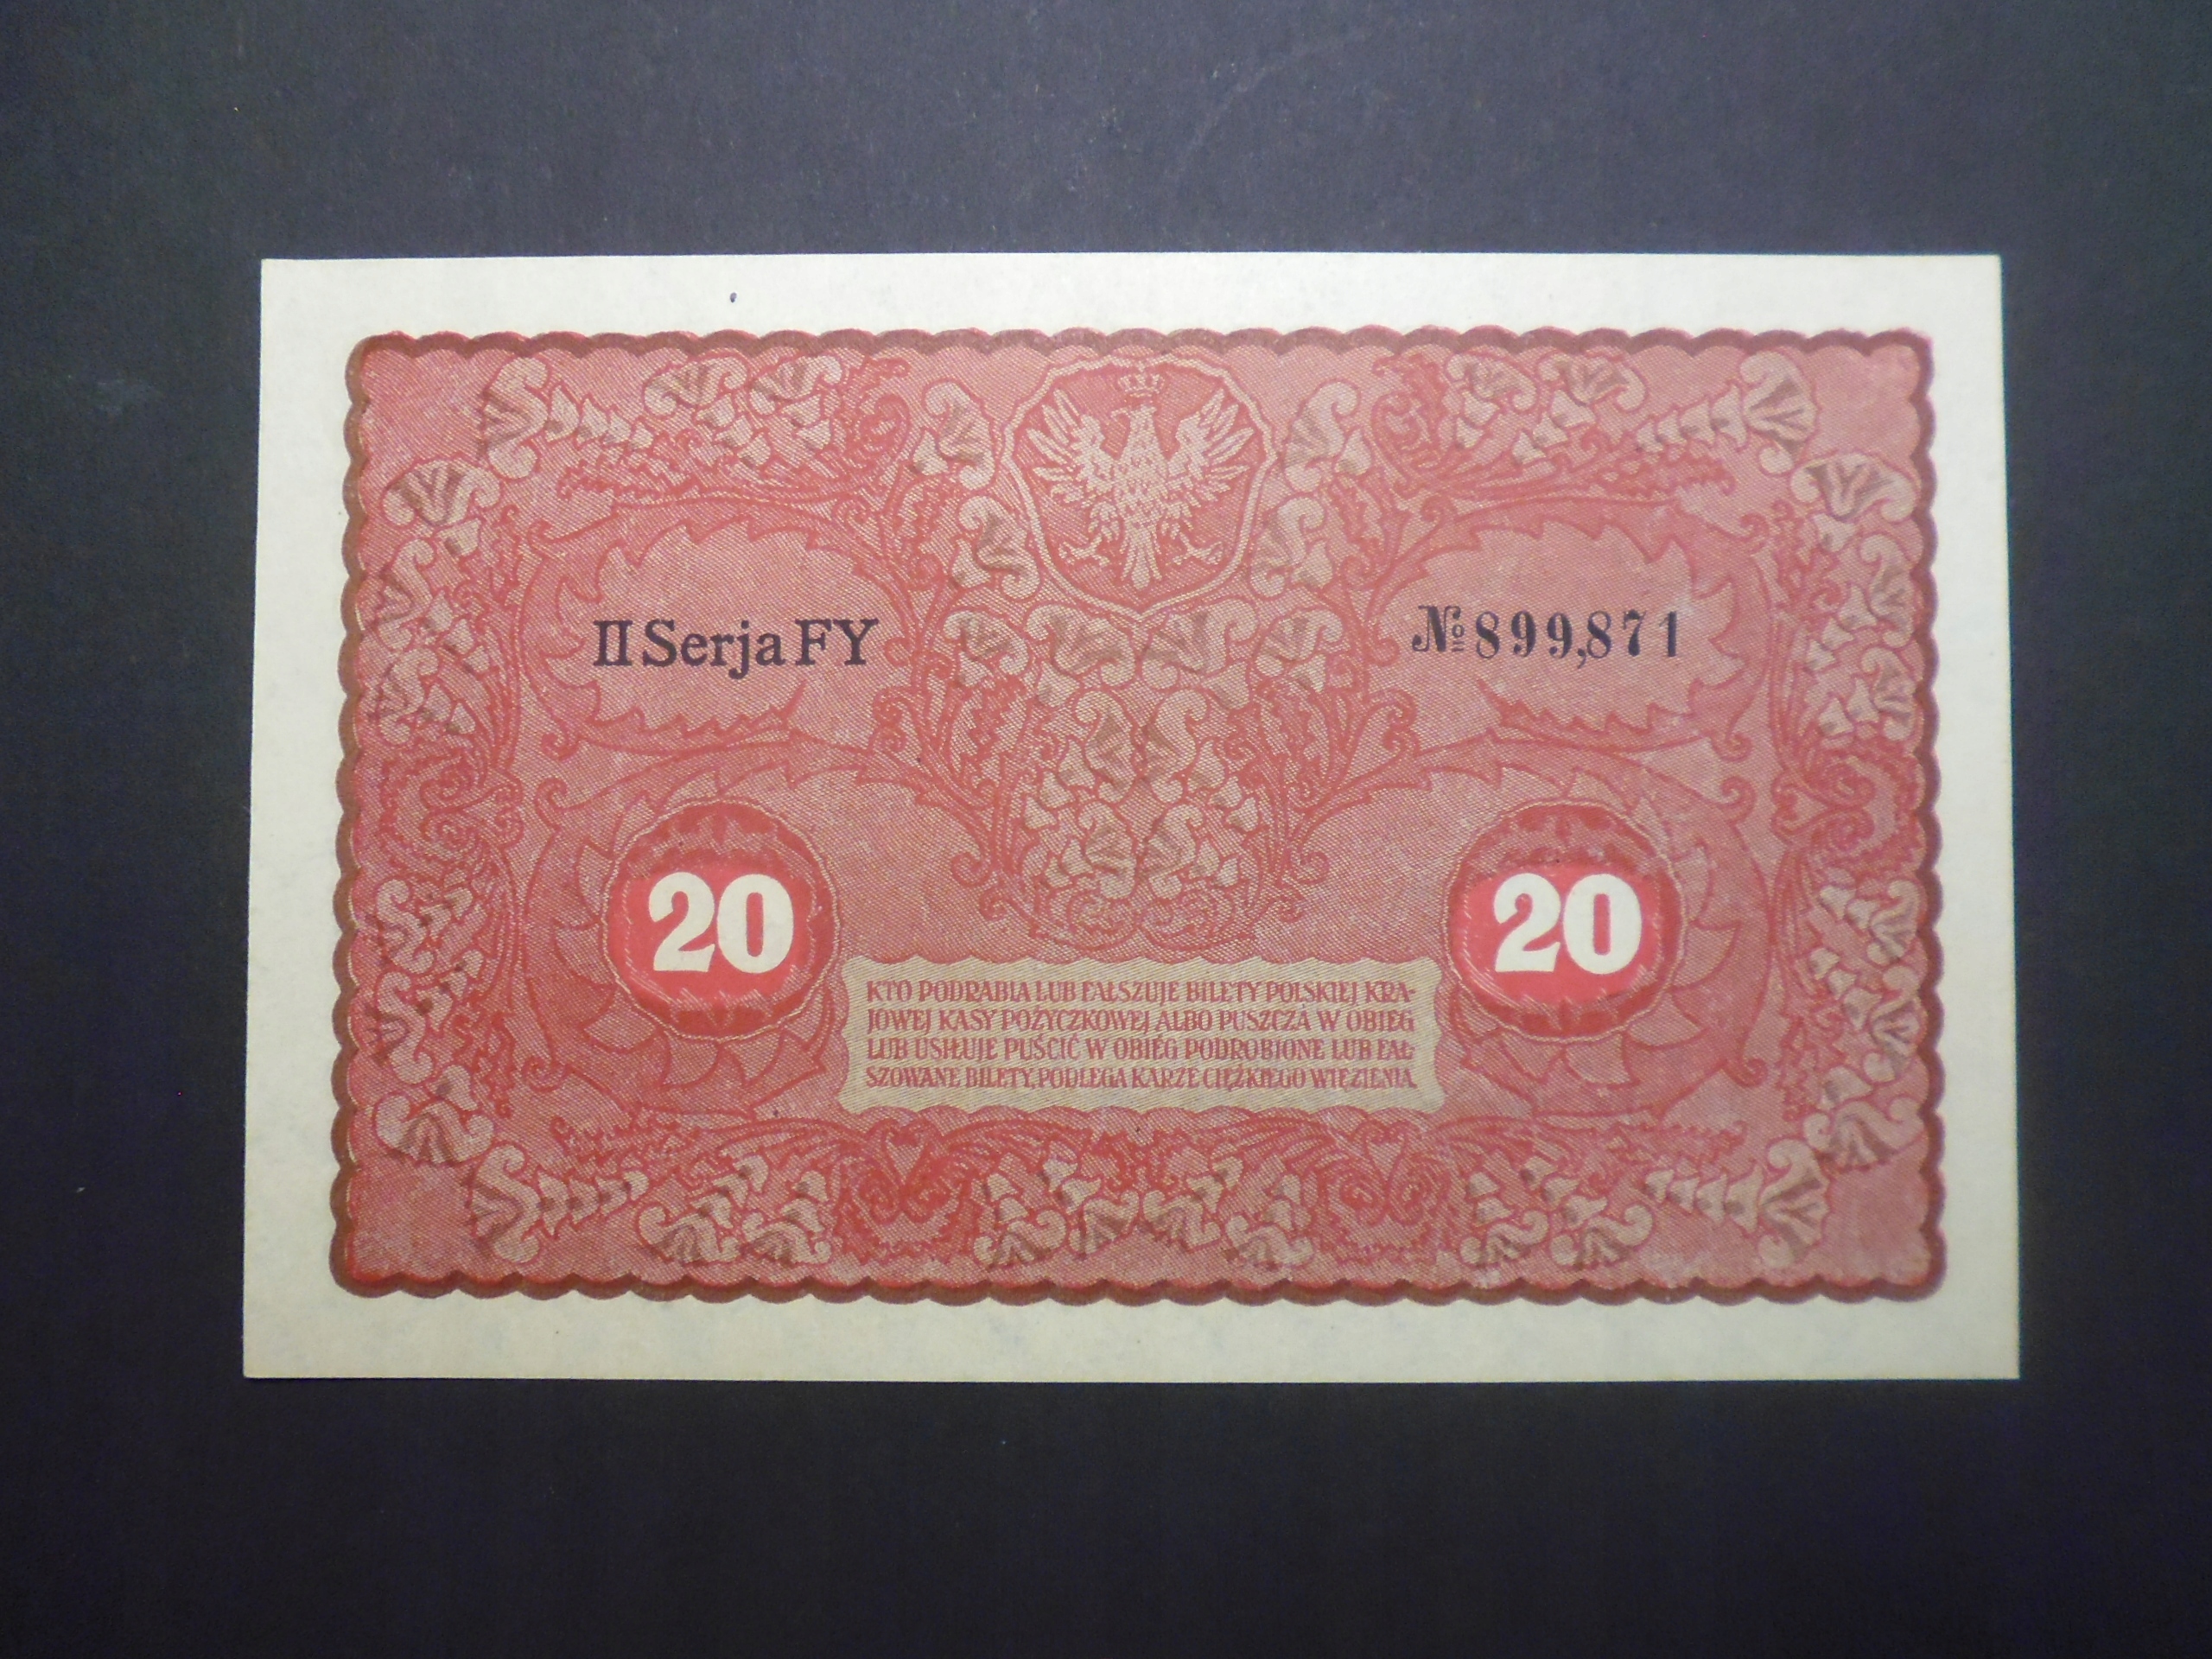 II Serja FY
№ 899,871
20
20
KTO PODRABIA LUB FAŁSZUJE BILETY POLSKIEJ KRA-
JOWEJ KASY POŻYCZKOWEJ ALBO PUSZCZA W OBIEG
LUB USIŁUJE PUŚCIĆ W OBIEG PODROBIONE LUB FAŁ-
SZOWANE BILETY, PODLEGA KARZE CIĘŻKIEGO WIĘZIENIA.